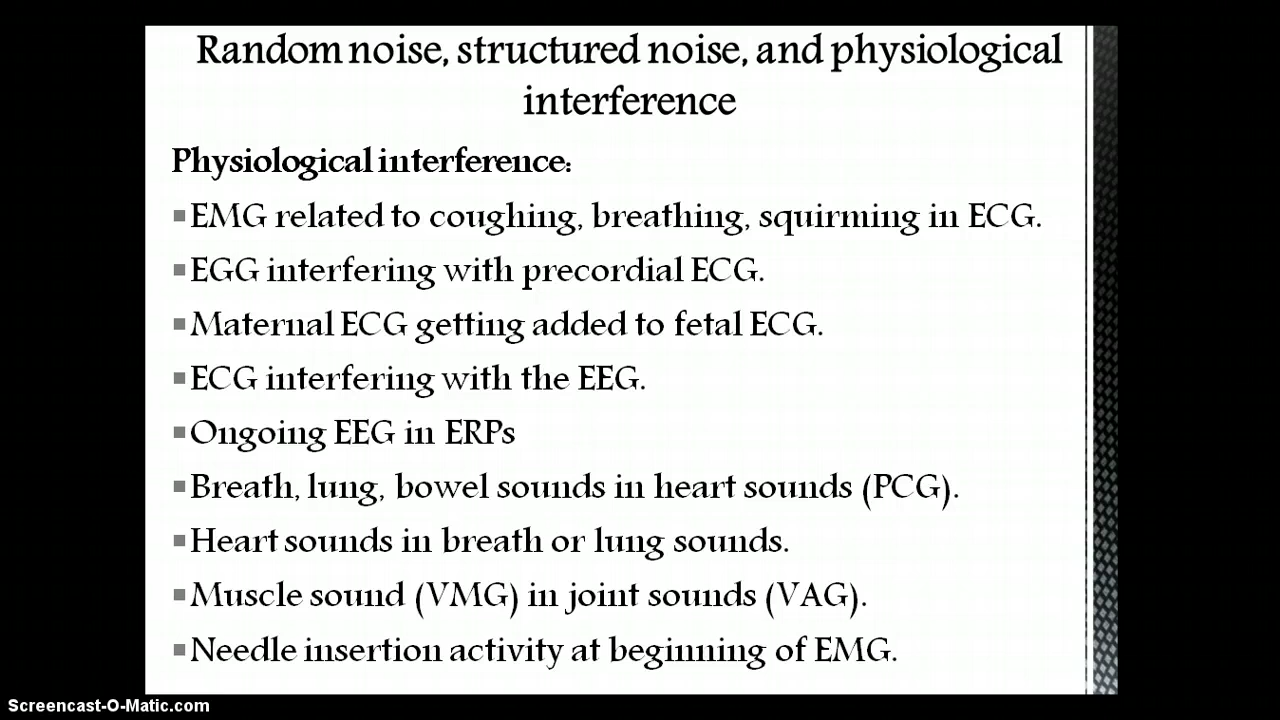 Random noise, structured noise, and physiological
interference
Physiological interference:
▪EMG related to coughing, breathing, squirming in ECG.
▪EGG interfering with precordial ECG.
▪Maternal ECG getting added to fetal ECG.
▪ECG interfering with the EEG.
▪Ongoing EEG in ERPs
▪Breath, lung, bowel sounds in heart sounds (PCG).
▪Heart sounds in breath or lung sounds.
▪Muscle sound (VMG) in joint sounds (VAG).
▪Needle insertion activity at beginning of EMG.
Screencast-O-Matic.com